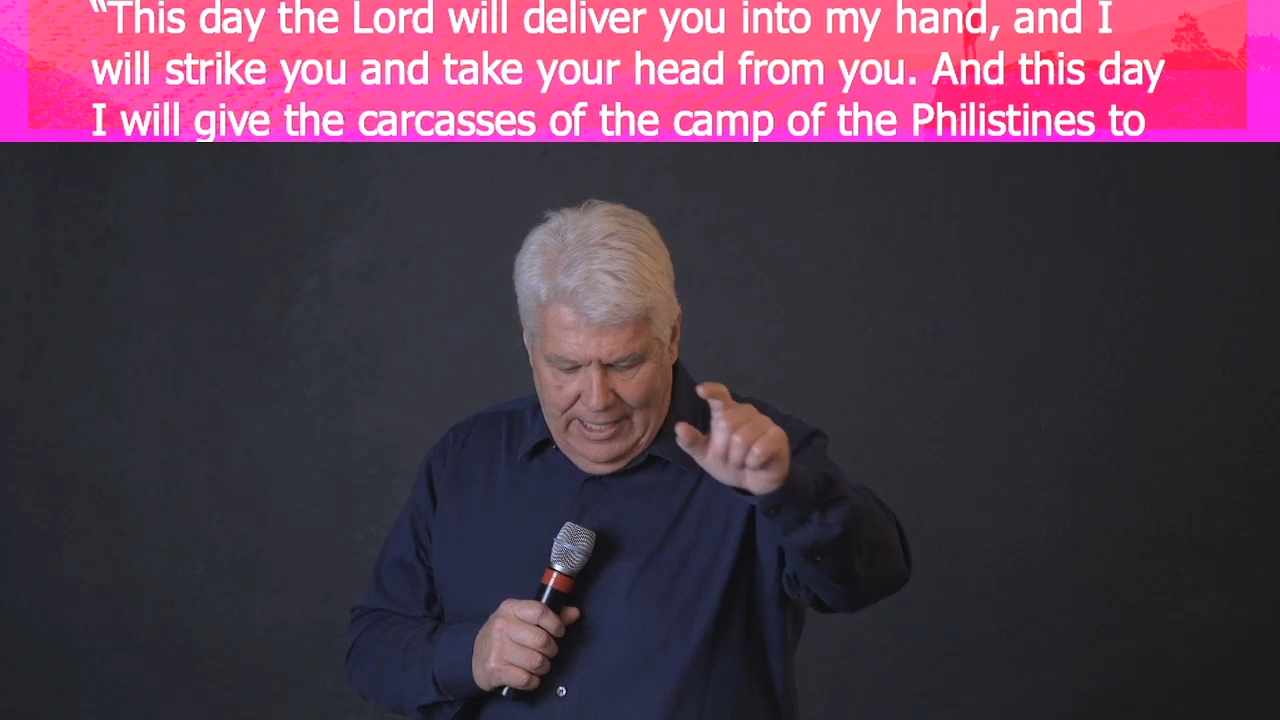 “This day the Lord will deliver you into my hand, and I
will strike you and take your head from you. And this day
I will give the carcasses of the camp of the Philistines to